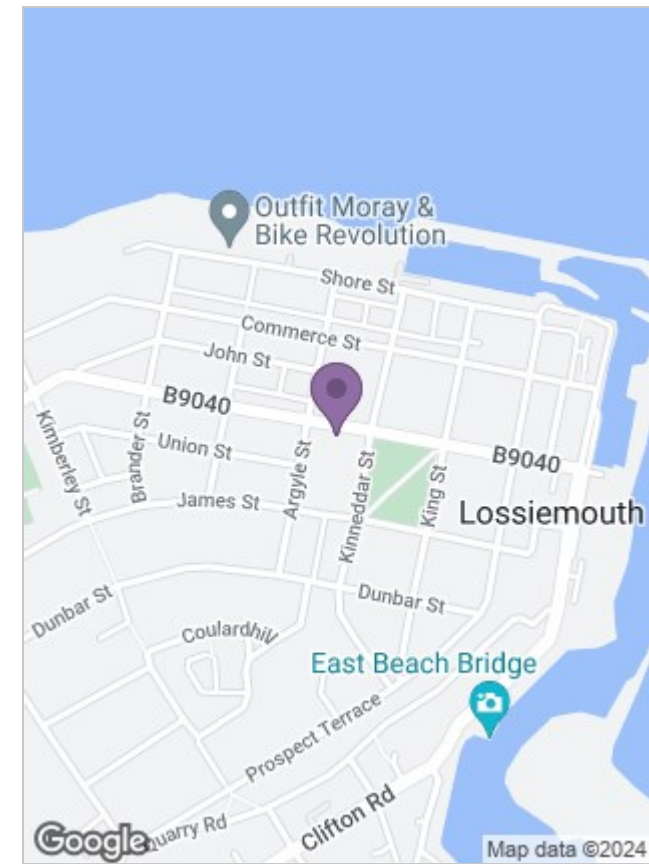 Outfit Moray &
Bike Revolution
Shore St
Commerce St
John St
B9040
Brander St
Kimberley St
Union St
Argyle St
Kinneddar St
King St
B9040
James St
Lossiemouth
Dunbar St
Dunbar St
Coulardhill
East Beach Bridge
Prospect Terrace
Quarry Rd
Clifton Rd
Google
Map data ©2024